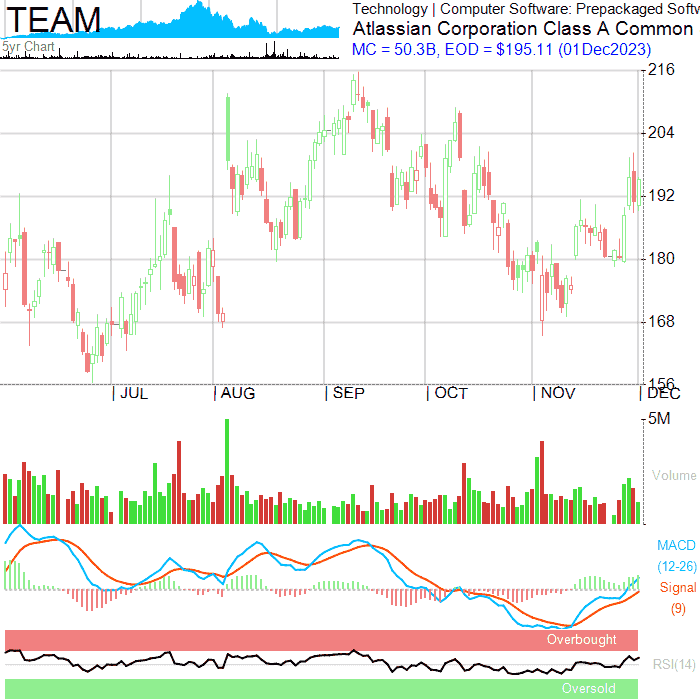 TEAM
5yr Chart
Technology | Computer Software: Prepackaged Softw
Atlassian Corporation Class A Common
MC = 50.3B, EOD = $195.11 (01Dec2023)
216
204
192
180
168
156
| JUL
| AUG
| SEP
| OCT
| NOV
| DEC
5M
Volume
MACD
(12-26)
Signal
(9)
Overbought
RSI(14)
Oversold